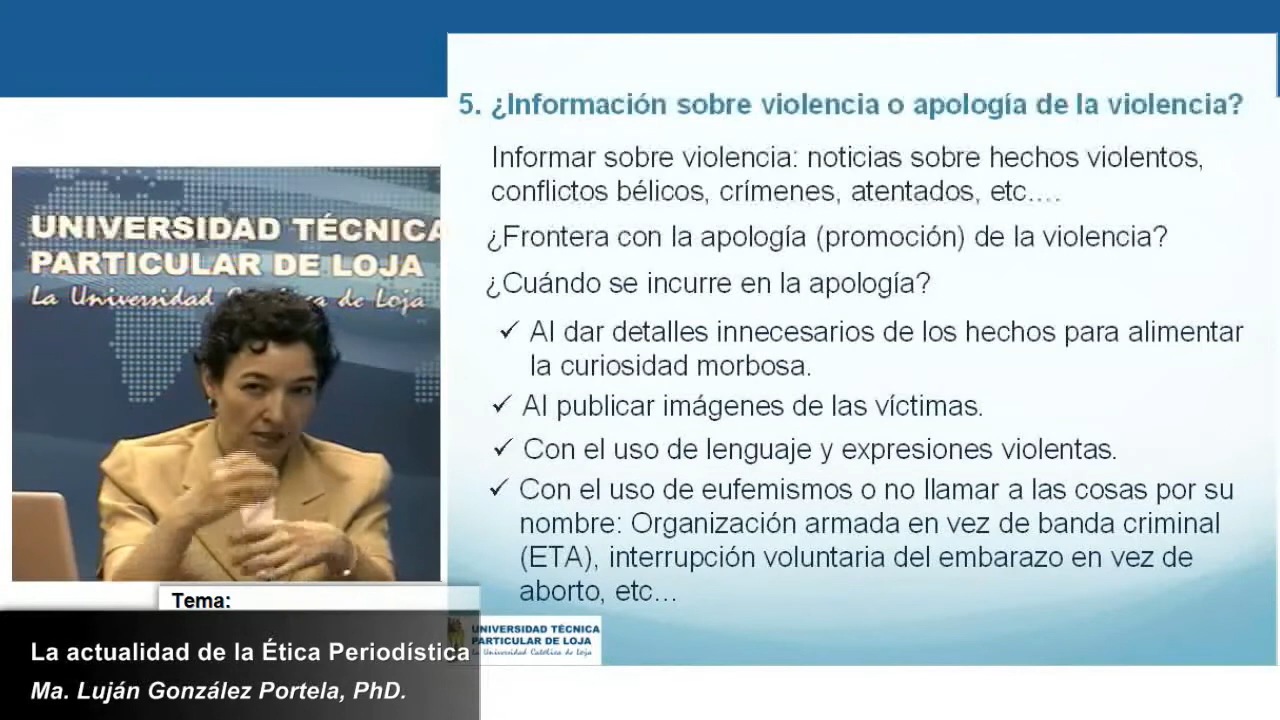 5. ¿Información sobre violencia o apología de la violencia?
Informar sobre violencia: noticias sobre hechos violentos,
conflictos bélicos, crímenes, atentados, etc....
¿Frontera con la apología (promoción) de la violencia?
¿Cuándo se incurre en la apología?
✓ Al dar detalles innecesarios de los hechos para alimentar
la curiosidad morbosa.
✓ Al publicar imágenes de las víctimas.
✓ Con el uso de lenguaje y expresiones violentas.
✓ Con el uso de eufemismos o no llamar a las cosas por su
nombre: Organización armada en vez de banda criminal
(ETA), interrupción voluntaria del embarazo en vez de
aborto, etc...
UNIVERSIDAD TÉCNICA
PARTICULAR DE LOJA
La Universidad Católica de Loja
UNIVERSIDAD TÉCNICA
PARTICULAR DE LOJA
La Universidad Católica de Loja
Tema:
La actualidad de la Ética Periodística
Ma. Luján González Portela, PhD.